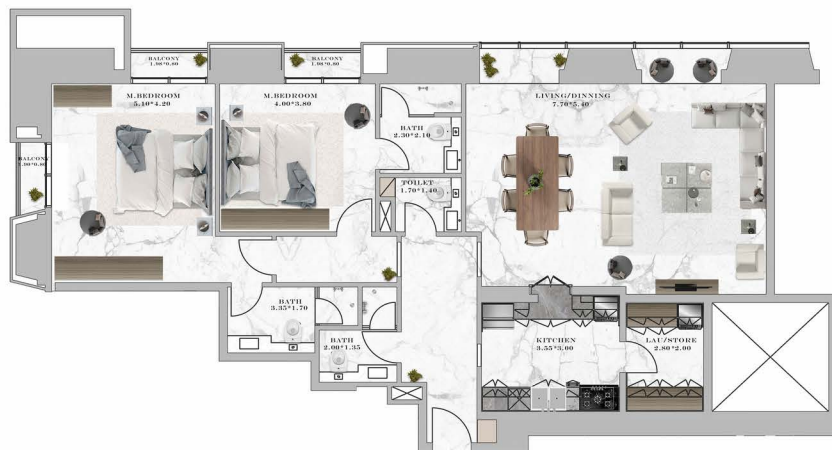 BALCONY
1.98*0.80
BALCONY
1.98*0.80
M.BEDROOM
5.10*4.20
M.BEDROOM
4.00*3.80
LIVING/DINNING
7.70*5.40
BATH
2.30*2.10
BALCONY
TOILET
1.70*1.40
BATH
3.35*1.70
BATH
2.00*1.35
KITCHEN
3.55*3.00
LAU/STORE
2.80*2.00